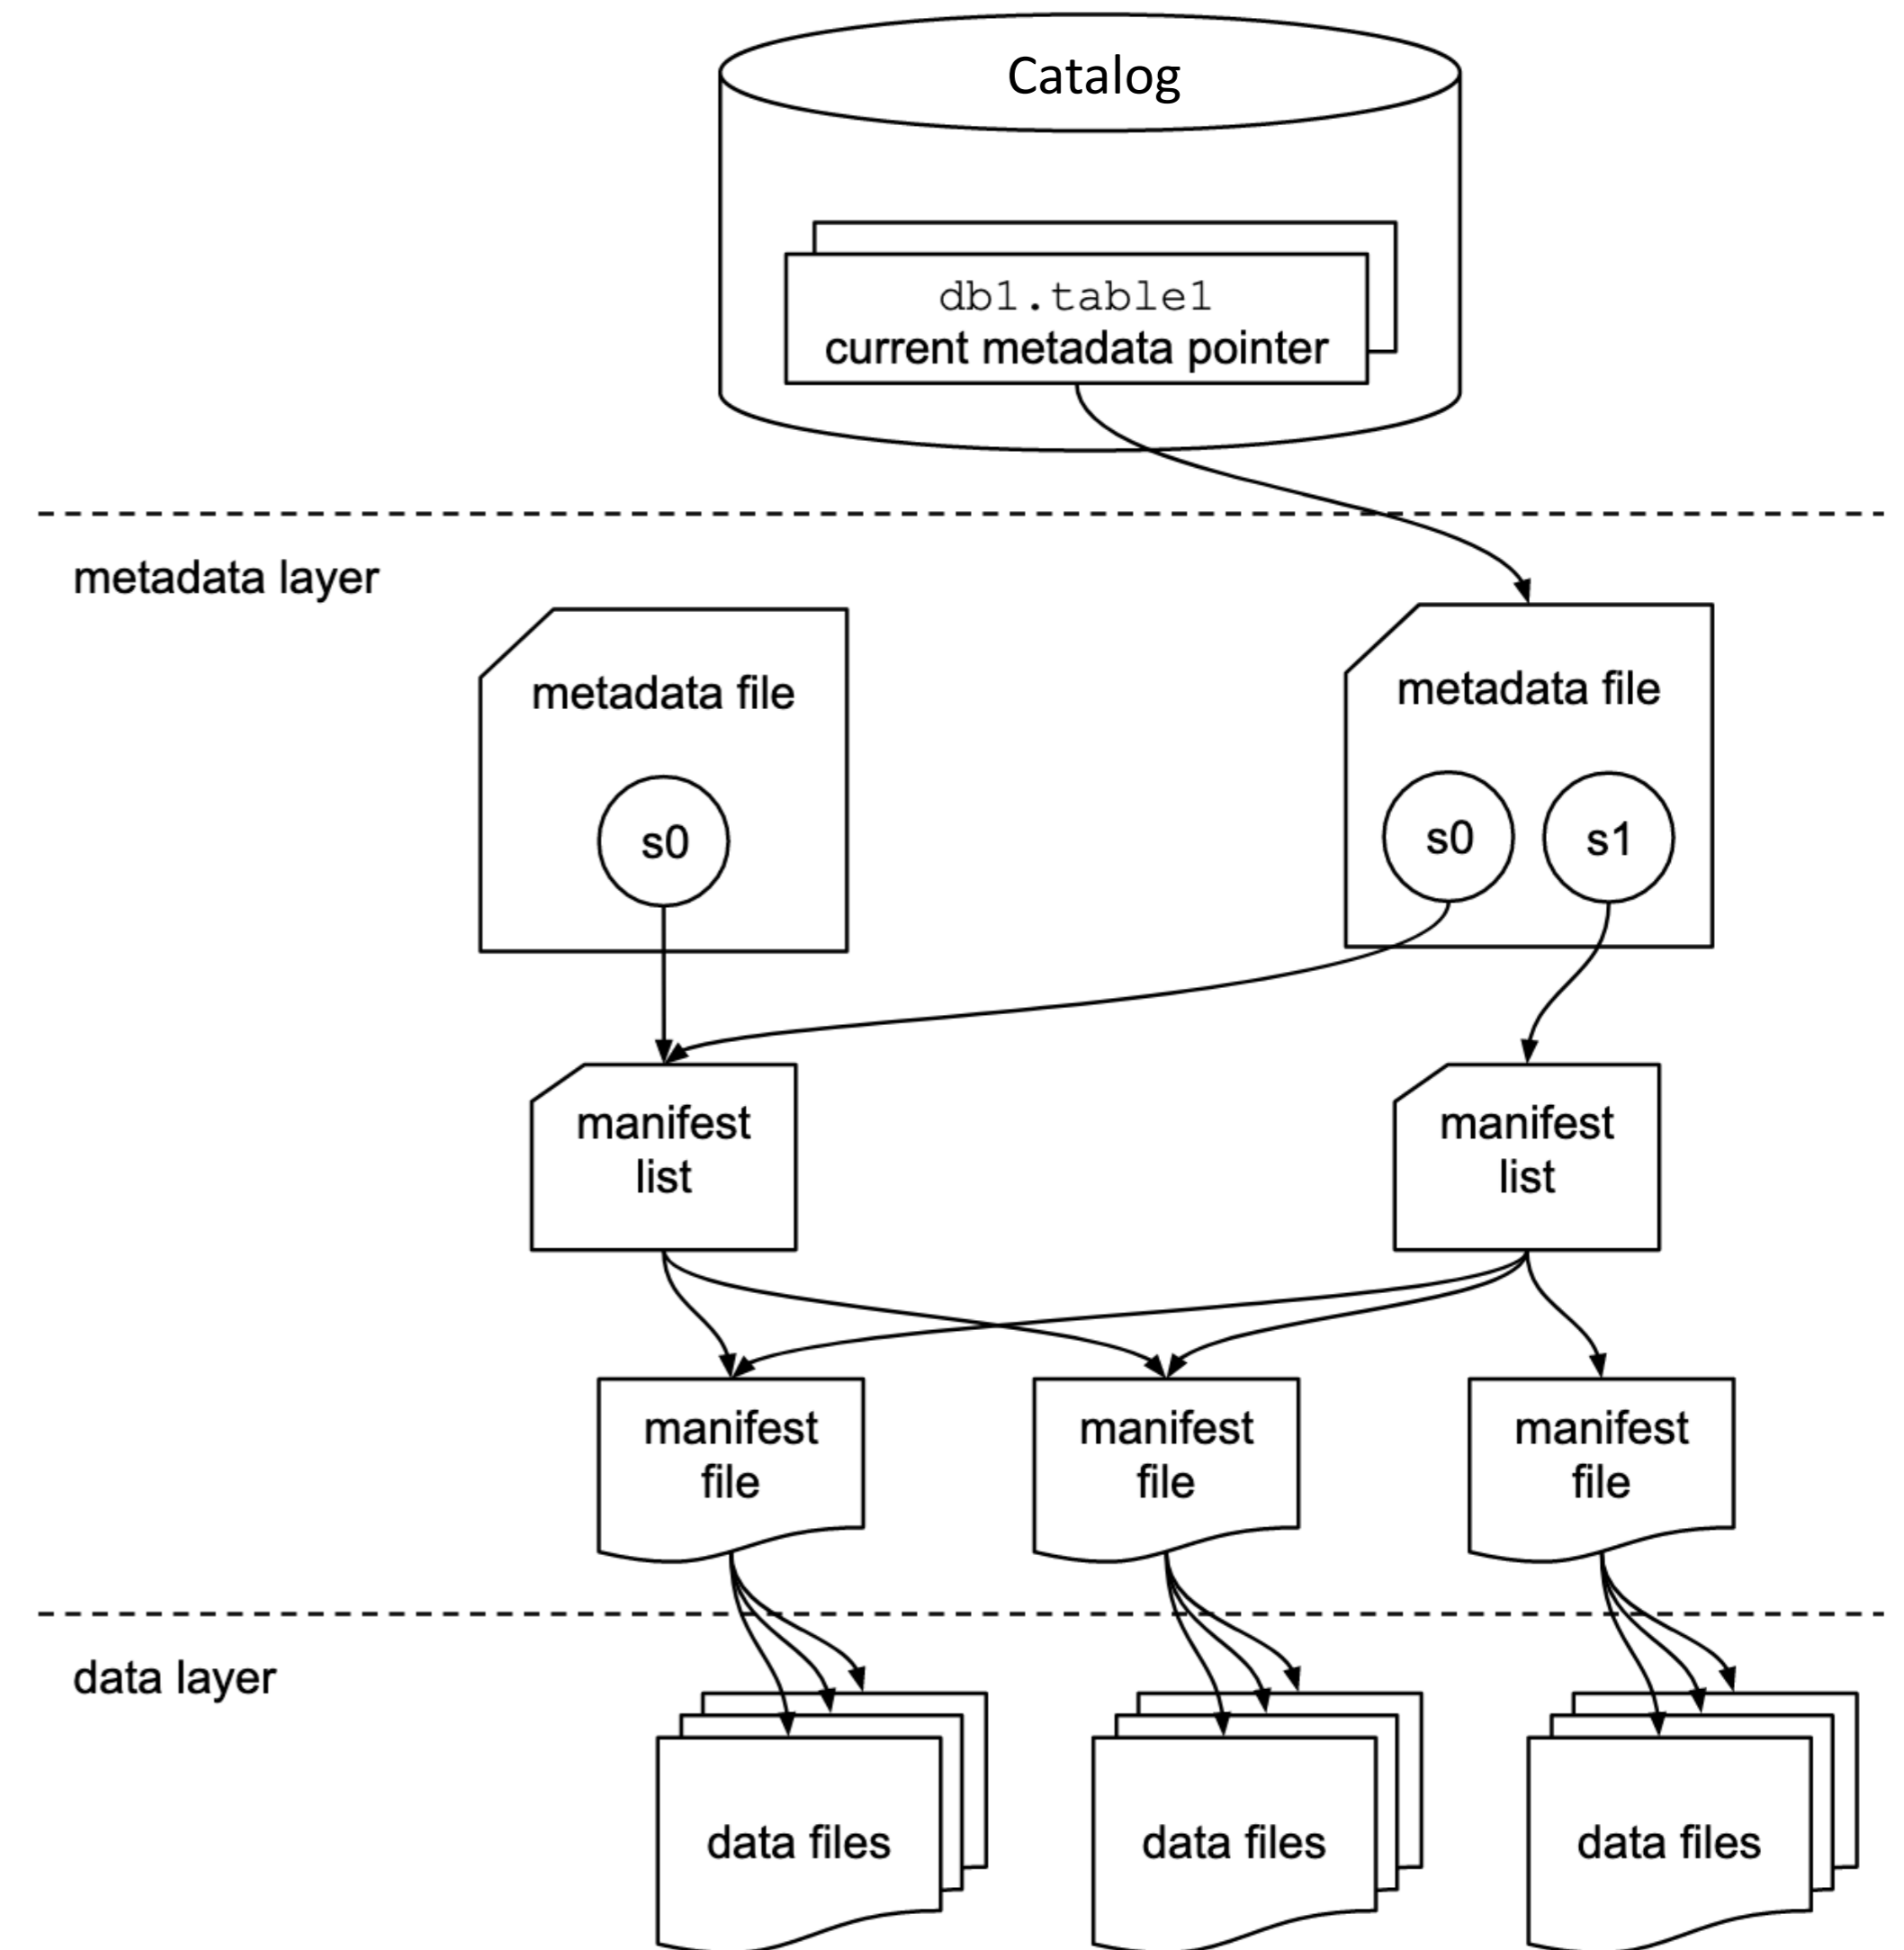 Catalog
db1.table1
current metadata pointer
metadata layer
metadata file
metadata file
s0
s0
s1
manifest
list
manifest
list
manifest
file
manifest
file
manifest
file
data layer
data files
data files
data files